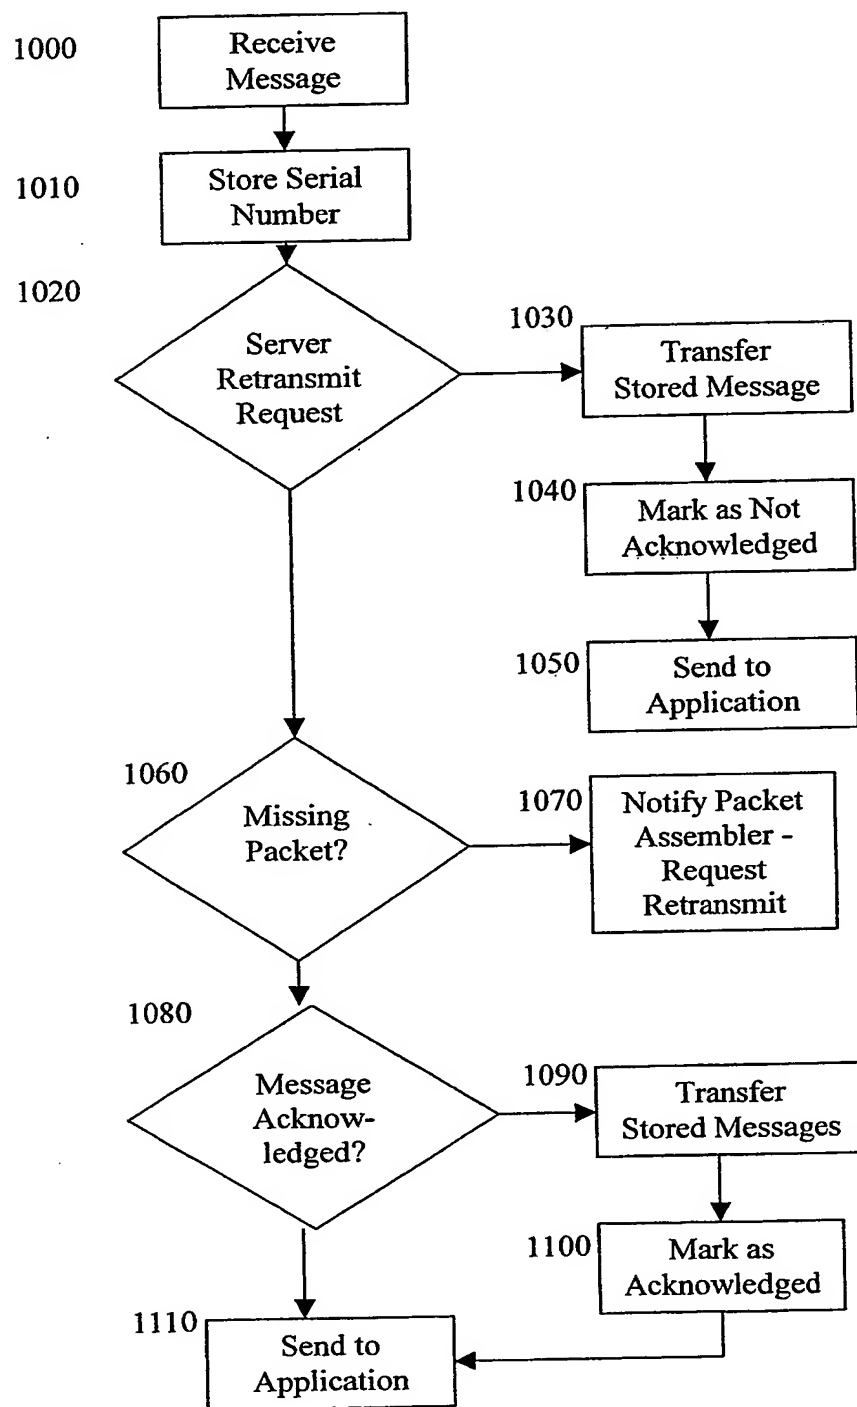 1000
Receive
Message
1010
Store Serial
Number
1020
Server
Retransmit
Request
1030
Transfer
Stored Message
1040
Mark as Not
Acknowledged
1050
Send to
Application
1060
Missing
Packet?
1070
Notify Packet
Assembler -
Request
Retransmit
1080
Message
Acknow-
ledged?
1090
Transfer
Stored Messages
1100
Mark as
Acknowledged
1110
Send to
Application